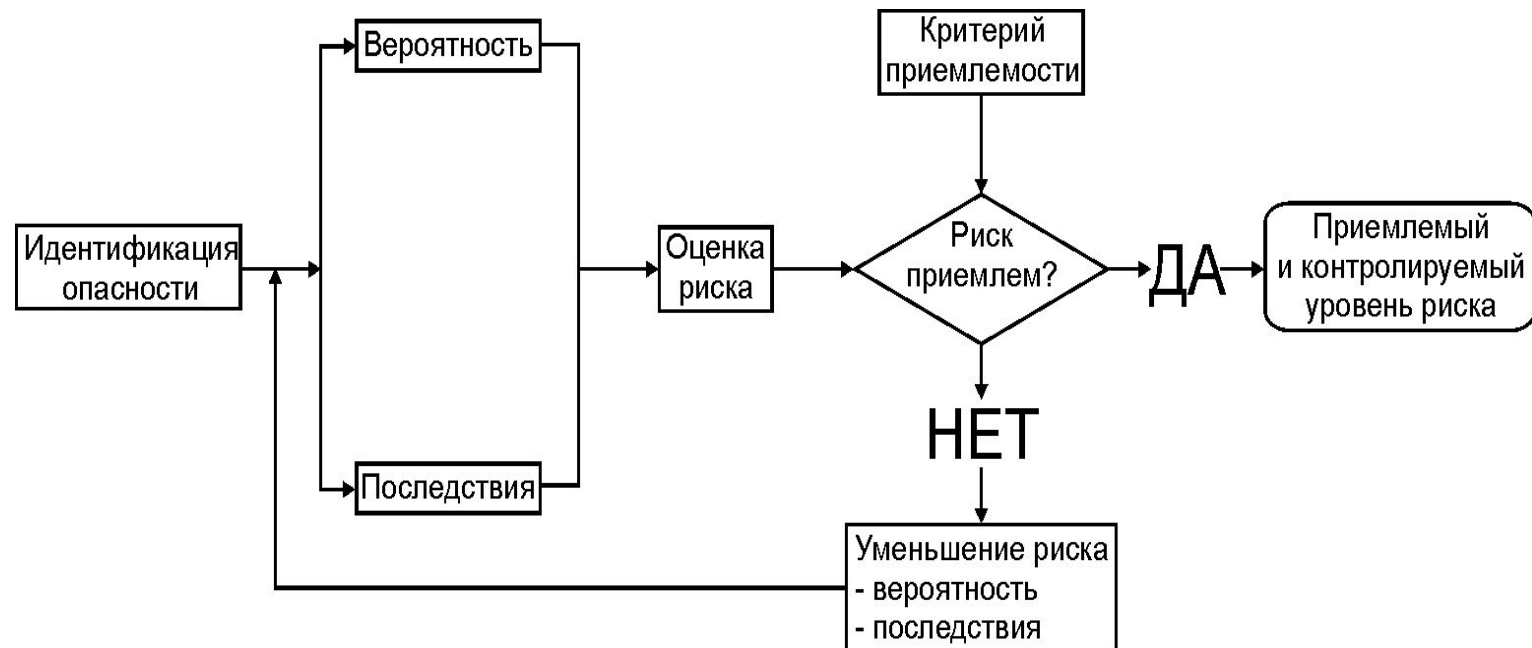 Вероятность
Критерий
приемлемости
Идентификация
опасности
Оценка
риска
Риск
приемлем?
ДА
Приемлемый
и контролируемый
уровень риска
НЕТ
Последствия
Уменьшение риска
- вероятность
- последствия